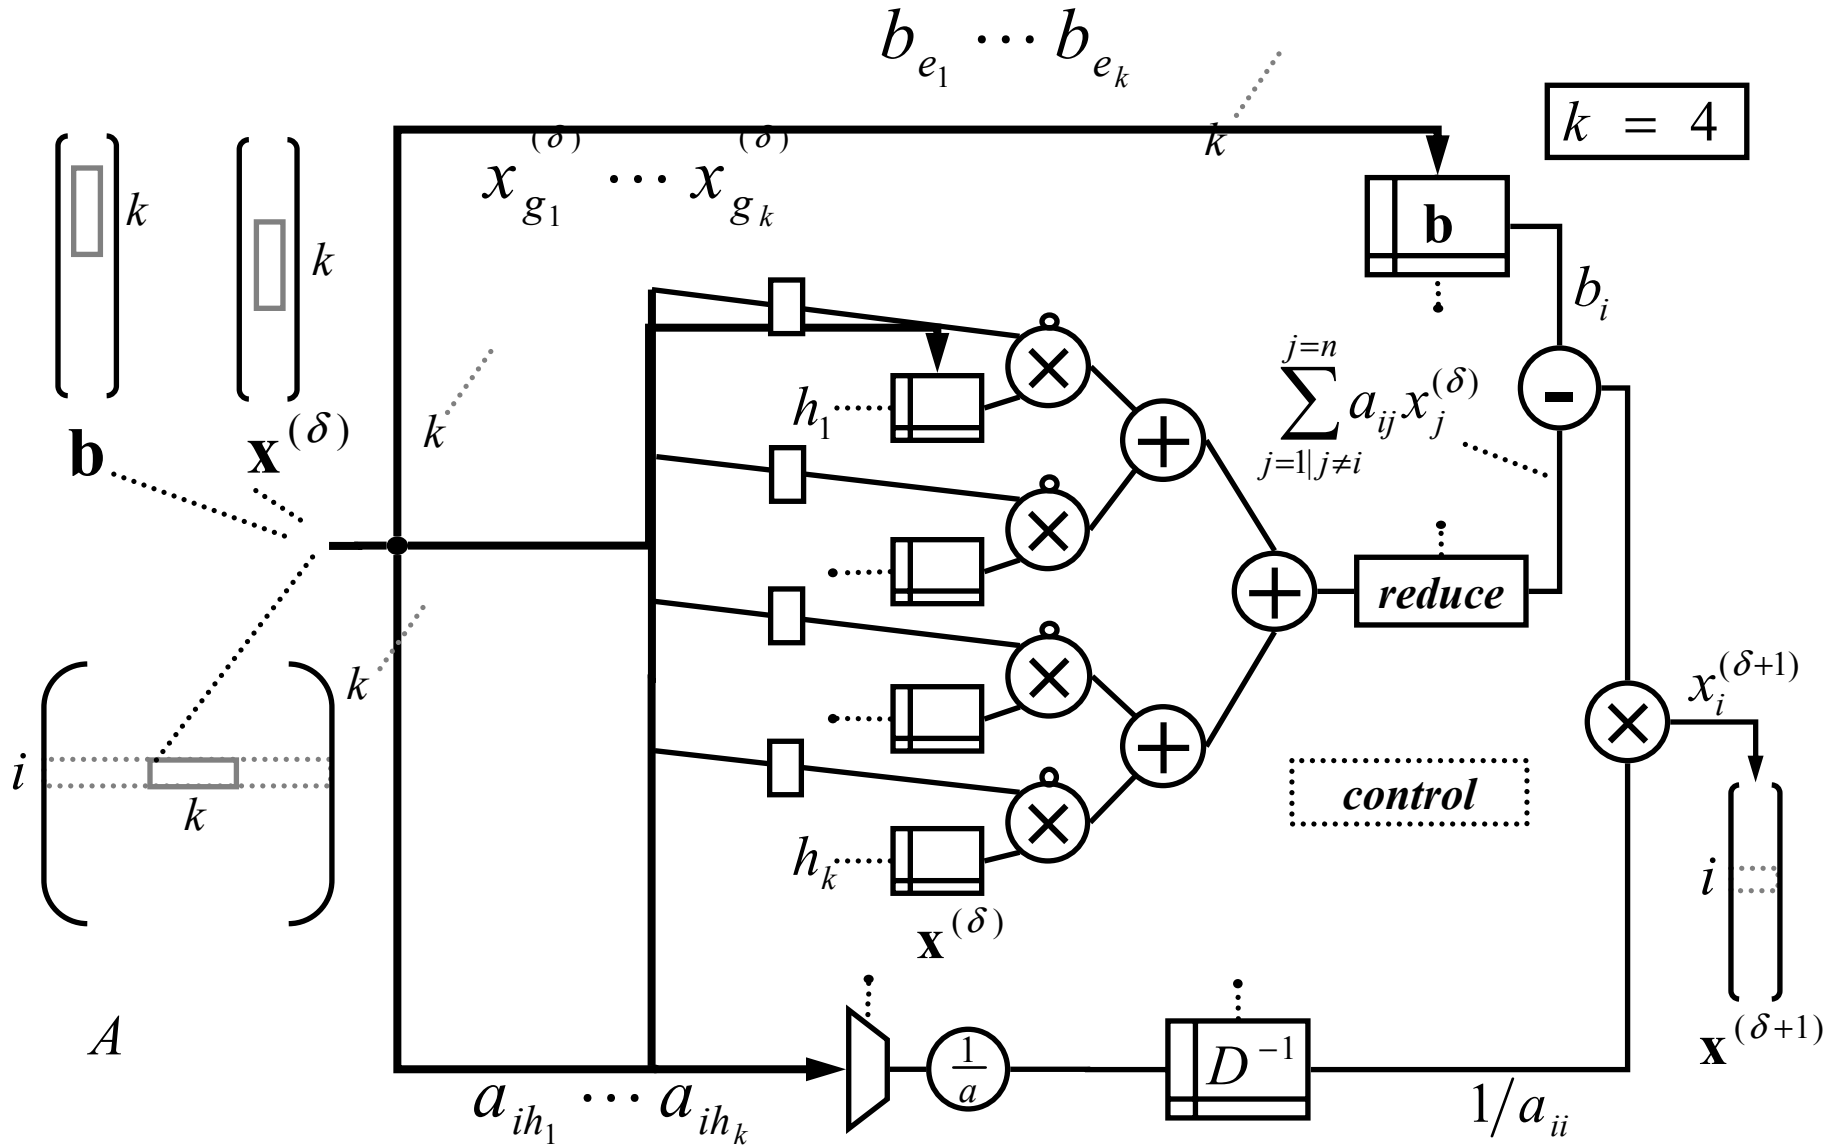 b_{e_1} ⋯ b_{e_k}
k = 4
k
x_{g_1}^{(δ)} ⋯ x_{g_k}^{(δ)}
k
k
b
b_i
b
x^{(δ)}
k
h_1
∑_{j=1|j≠i}^{j=n} a_{ij} x_j^{(δ)}
-
reduce
k
x_i^{(δ+1)}
i
k
control
h_k
x^{(δ)}
i
A
1/a
D^{-1}
x^{(δ+1)}
a_{ih_1} ⋯ a_{ih_k}
1/a_{ii}